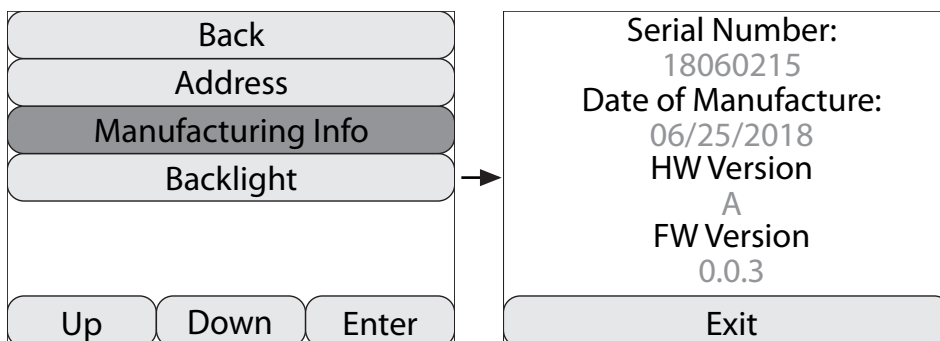 Back
Address
Manufacturing Info
Backlight
Up
Down
Enter
Serial Number:
18060215
Date of Manufacture:
06/25/2018
HW Version
A
FW Version
0.0.3
Exit